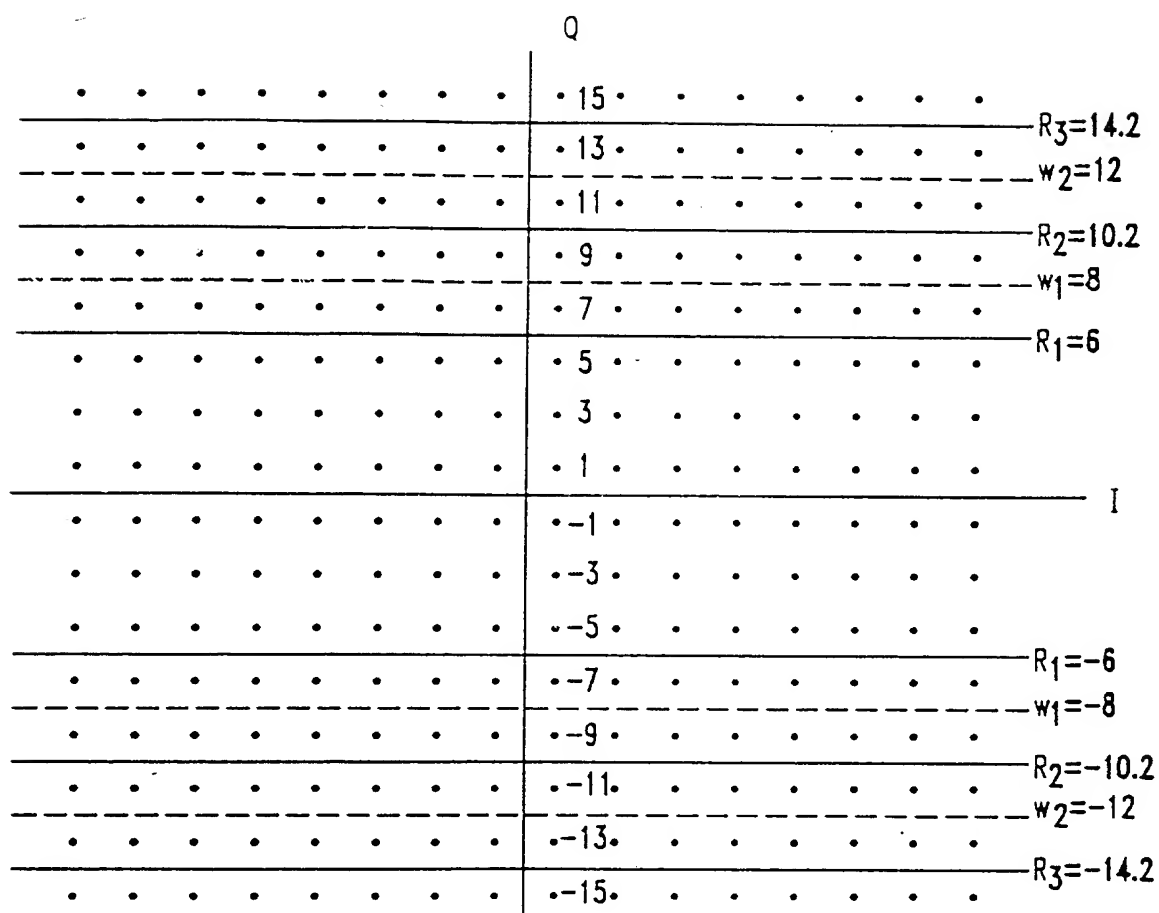 Q
15
R3=14.2
13
w2=12
11
R2=10.2
9
w1=8
7
R1=6
5
3
1
I
-1
-3
-5
R1=-6
-7
w1=-8
-9
R2=-10.2
-11
w2=-12
-13
R3=-14.2
-15